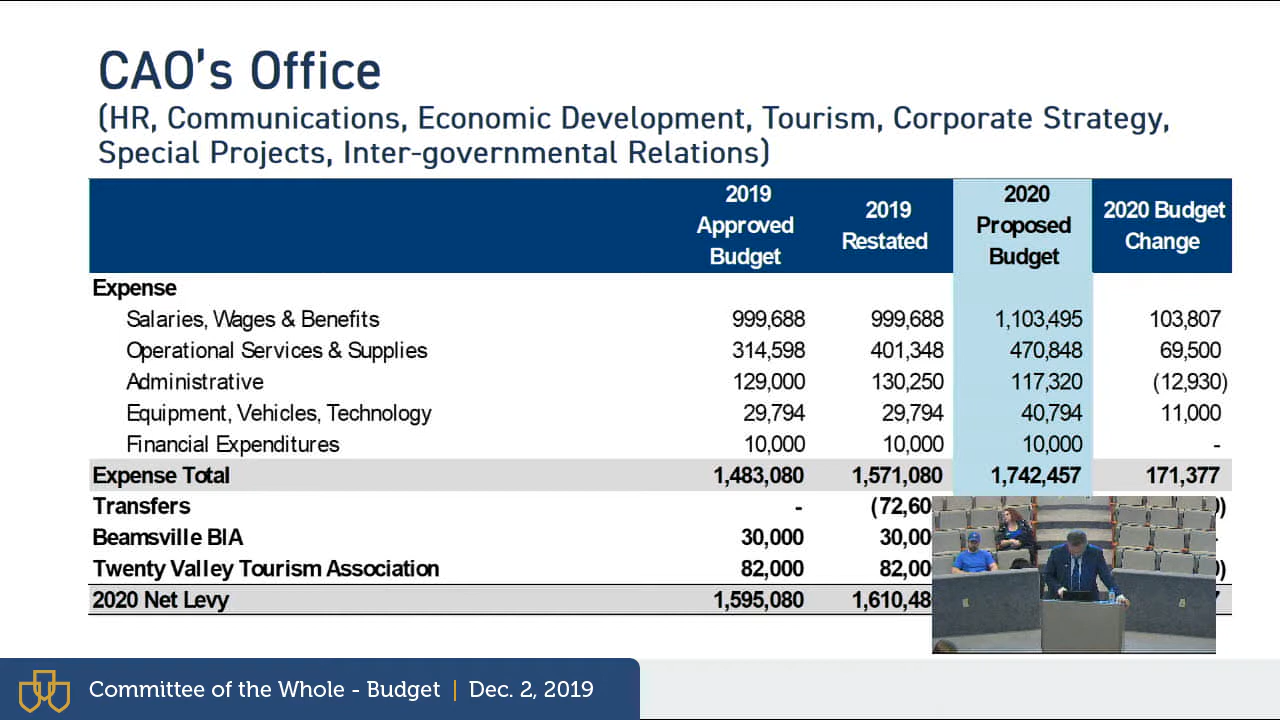 CAO's Office
(HR, Communications, Economic Development, Tourism, Corporate Strategy,
Special Projects, Inter-governmental Relations)
2019 Approved Budget 2019 Restated 2020 Proposed Budget 2020 Budget Change
Expense
Salaries, Wages & Benefits 999,688 999,688 1,103,495 103,807
Operational Services & Supplies 314,598 401,348 470,848 69,500
Administrative 129,000 130,250 117,320 (12,930)
Equipment, Vehicles, Technology 29,794 29,794 40,794 11,000
Financial Expenditures 10,000 10,000 10,000 -
Expense Total 1,483,080 1,571,080 1,742,457 171,377
Transfers - (72,60
Beamsville BIA 30,000 30,00
Twenty Valley Tourism Association 82,000 82,00
2020 Net Levy 1,595,080 1,610,48
Committee of the Whole - Budget | Dec. 2, 2019